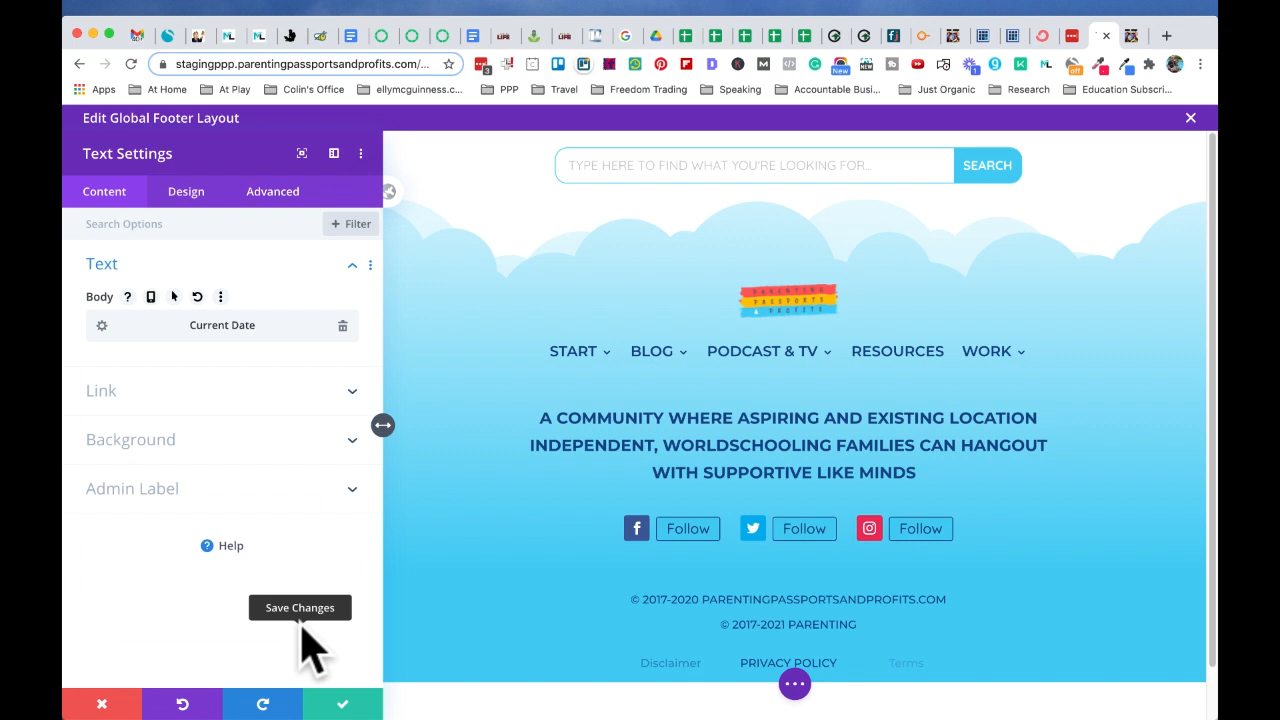 stagingppp.parentingpassportsandprofits.com/...
Apps
At Home
At Play
Colin's Office
ellymcguinness.c...
PPP
Travel
Freedom Trading
Speaking
Accountable Busi...
Just Organic
Research
Education Subscri...
Edit Global Footer Layout
Text Settings
Content Design Advanced
Search Options
+ Filter
Text
Body
Current Date
Link
Background
Admin Label
Help
Save Changes
TYPE HERE TO FIND WHAT YOU'RE LOOKING FOR...
SEARCH
PARENTING
PASSPORTS
PROFITS
START BLOG PODCAST & TV RESOURCES WORK
A COMMUNITY WHERE ASPIRING AND EXISTING LOCATION
INDEPENDENT, WORLDSCHOOLING FAMILIES CAN HANGOUT
WITH SUPPORTIVE LIKE MINDS
Follow Follow Follow
© 2017-2020 PARENTINGPASSPORTSANDPROFITS.COM
© 2017-2021 PARENTING
Disclaimer PRIVACY POLICY Terms